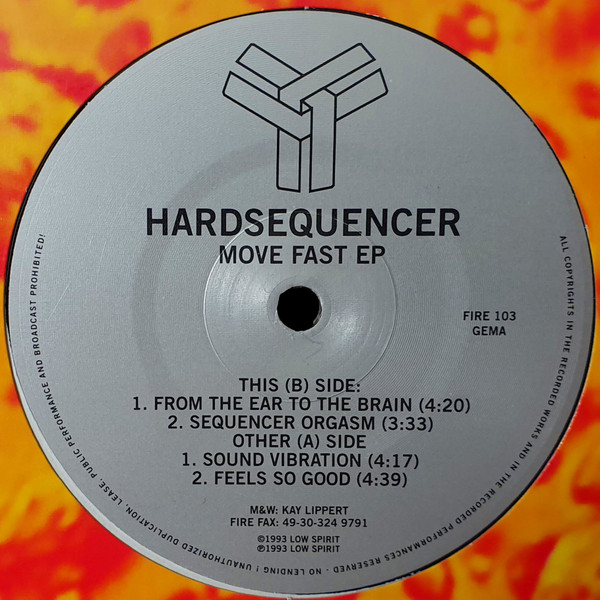 HARDSEQUENCER
MOVE FAST EP
FIRE 103
GEMA
THIS (B) SIDE:
1. FROM THE EAR TO THE BRAIN (4:20)
2. SEQUENCER ORGASM (3:33)
OTHER (A) SIDE
1. SOUND VIBRATION (4:17)
2. FEELS SO GOOD (4:39)
M&W: KAY LIPPERT
FIRE FAX: 49-30-324 9791
©1993 LOW SPIRIT
℗1993 LOW SPIRIT
ALL COPYRIGHTS IN THE RECORDED WORKS AND IN THE RECORDED PERFORMANCES RESERVED · NO LENDING ! UNAUTHORIZED DUPLICATION, LEASE, PUBLIC PERFORMANCE AND BROADCAST PROHIBITED!